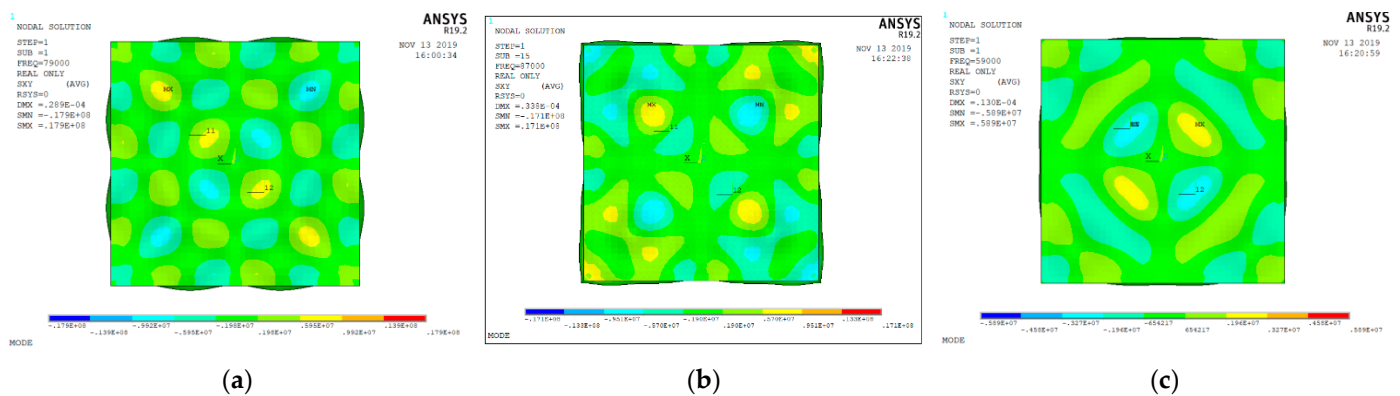 1
NODAL SOLUTION
STEP=1
SUB =1
FREQ=79000
REAL ONLY
SXY (AVG)
RSYS=0
DMX =.289E-04
SMN =-.179E+08
SMX =.179E+08
ANSYS
R19.2
NOV 13 2019
16:00:34
MX
MN
11
X
12
-.179E+08 -.992E+07 -.198E+07 .595E+07 .139E+08
-.139E+08 -.595E+07 .198E+07 .992E+07 .179E+08
MODE
(a)
1
NODAL SOLUTION
STEP=1
SUB =15
FREQ=87000
REAL ONLY
SXY (AVG)
RSYS=0
DMX =.338E-04
SMN =-.171E+08
SMX =.171E+08
ANSYS
R19.2
NOV 13 2019
16:22:38
MX
MN
11
X
12
-.171E+08 -.951E+07 -.190E+07 .570E+07 .133E+08
-.133E+08 -.570E+07 .190E+07 .951E+07 .171E+08
MODE
(b)
1
NODAL SOLUTION
STEP=1
SUB =1
FREQ=59000
REAL ONLY
SXY (AVG)
RSYS=0
DMX =.130E-04
SMN =-.589E+07
SMX =.589E+07
ANSYS
R19.2
NOV 13 2019
16:20:59
MX
X
12
-.589E+07 -.327E+07 -654217 .196E+07 .458E+07
-.458E+07 -.196E+07 654217 .327E+07 .589E+07
MODE
(c)